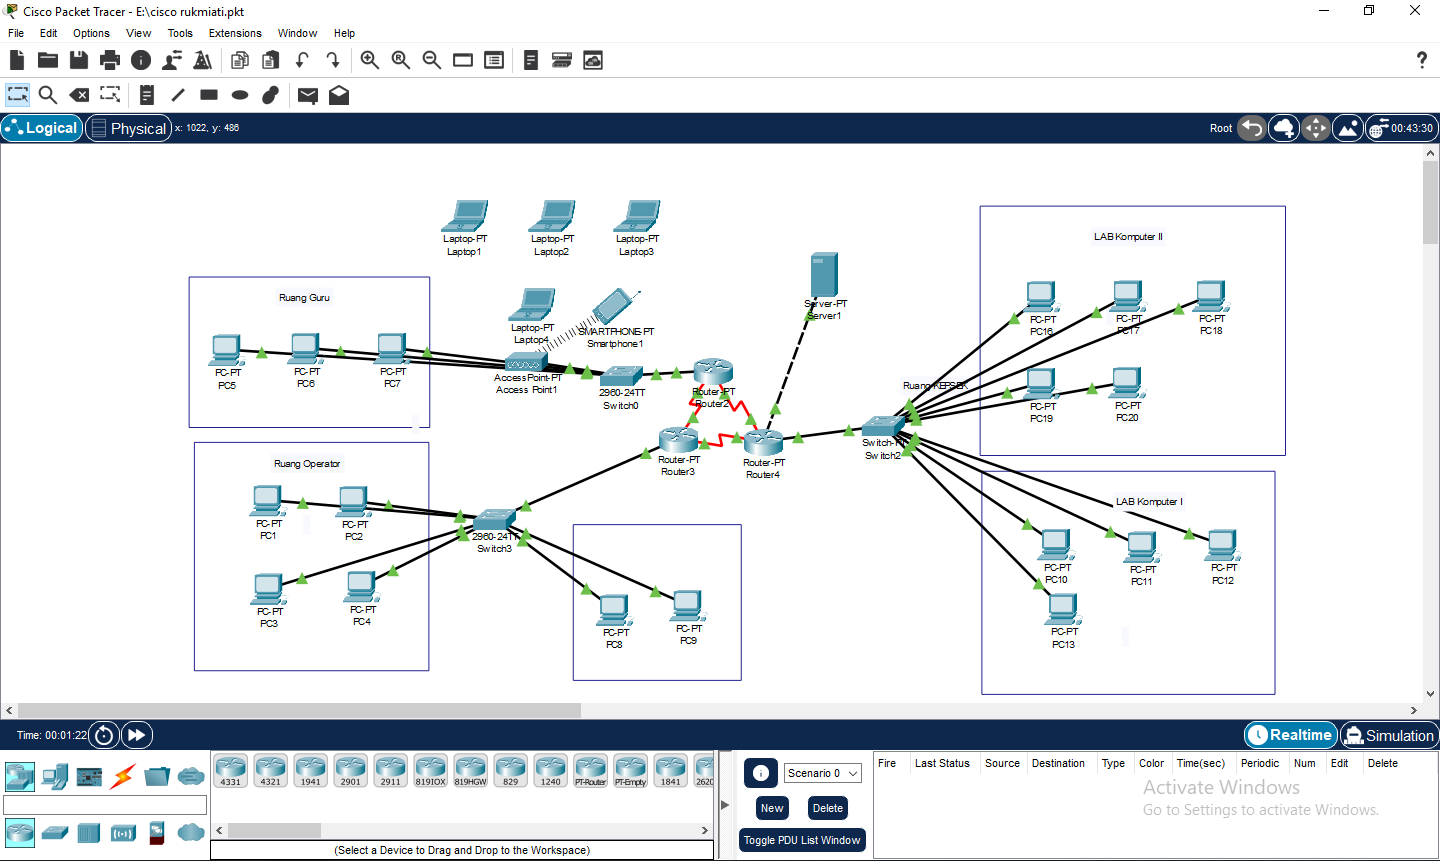 Cisco Packet Tracer - E:\cisco rukmiati.pkt
File Edit Options View Tools Extensions Window Help
Logical Physical x: 1022, y: 486 Root 00:43:30
Laptop-PT
Laptop1
Laptop-PT
Laptop2
Laptop-PT
Laptop3
LAB Komputer II
Server-PT
Server1
Ruang Guru
PC-PT
PC5
PC-PT
PC6
PC-PT
PC7
Laptop-PT
Laptop4
SMARTPHONE-PT
Smartphone1
AccessPoint-PT
Access Point1
2960-24TT
Switch0
Router-PT
Router2
PC-PT
PC16
PC-PT
PC17
PC-PT
PC18
Ruang KEPSEK
PC-PT
PC19
PC-PT
PC20
Router-PT
Router3
Router-PT
Router4
Switch-PT
Switch2
Ruang Operator
PC-PT
PC1
PC-PT
PC2
PC-PT
PC3
PC-PT
PC4
2960-24TT
Switch3
PC-PT
PC8
PC-PT
PC9
LAB Komputer I
PC-PT
PC10
PC-PT
PC11
PC-PT
PC12
PC-PT
PC13
Time: 00:01:22 Realtime Simulation
4331 4321 1941 2901 2911 819IOX 819HGW 829 1240 PT-Router PT-Empty 1841 2620
(Select a Device to Drag and Drop to the Workspace)
Scenario 0
New Delete
Toggle PDU List Window
Fire Last Status Source Destination Type Color Time(sec) Periodic Num Edit Delete
Activate Windows
Go to Settings to activate Windows.